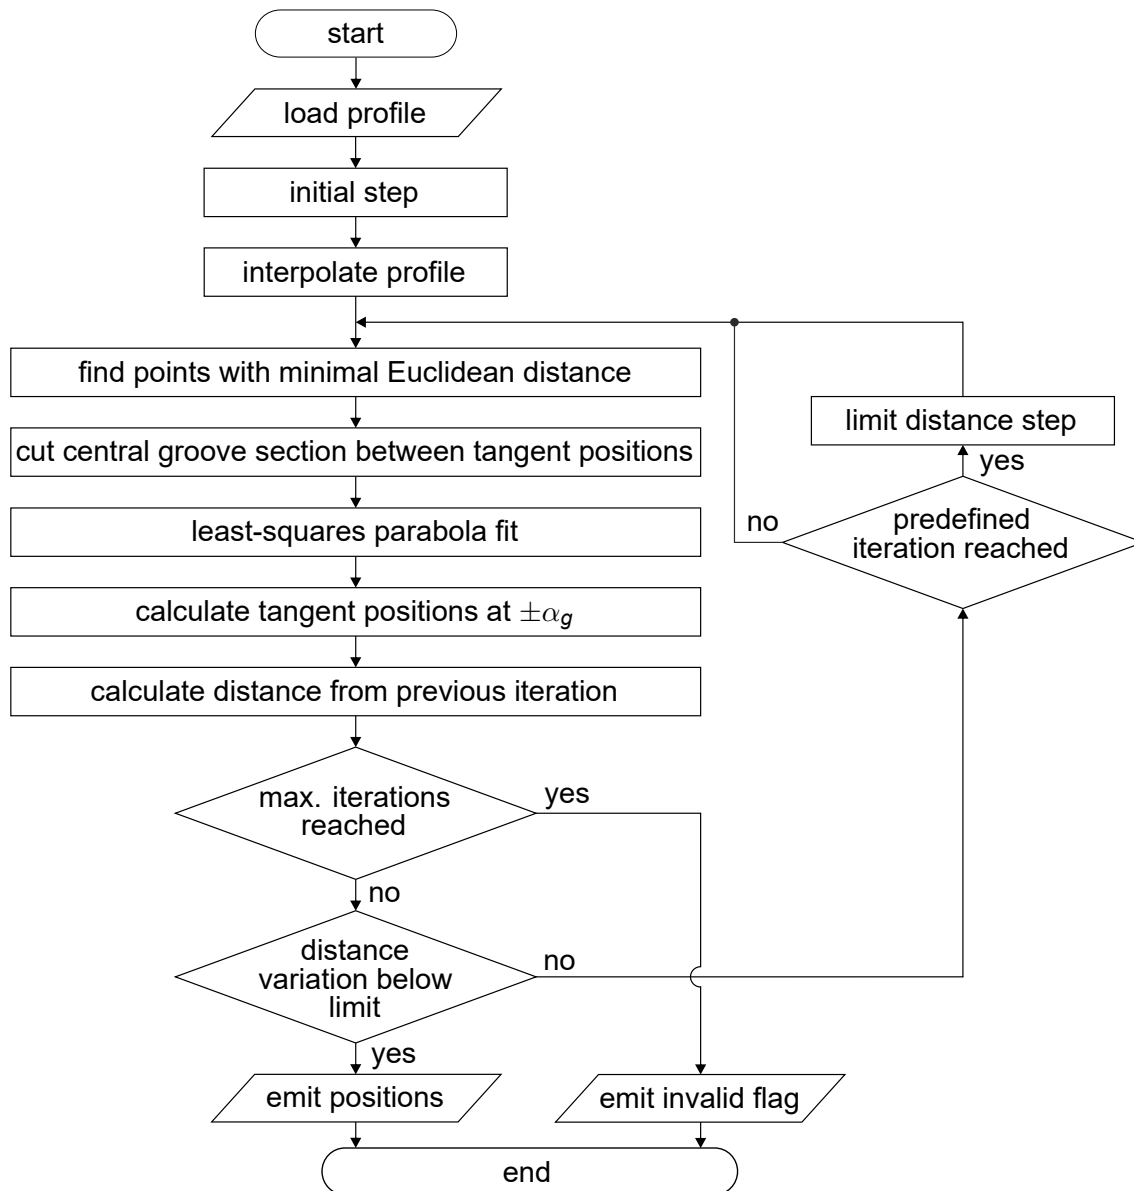 start
load profile
initial step
interpolate profile
find points with minimal Euclidean distance
cut central groove section between tangent positions
least-squares parabola fit
calculate tangent positions at ±α_g
calculate distance from previous iteration
max. iterations
reached
yes
no
distance
variation below
limit
no
yes
limit distance step
yes
predefined
iteration reached
no
emit positions
emit invalid flag
end